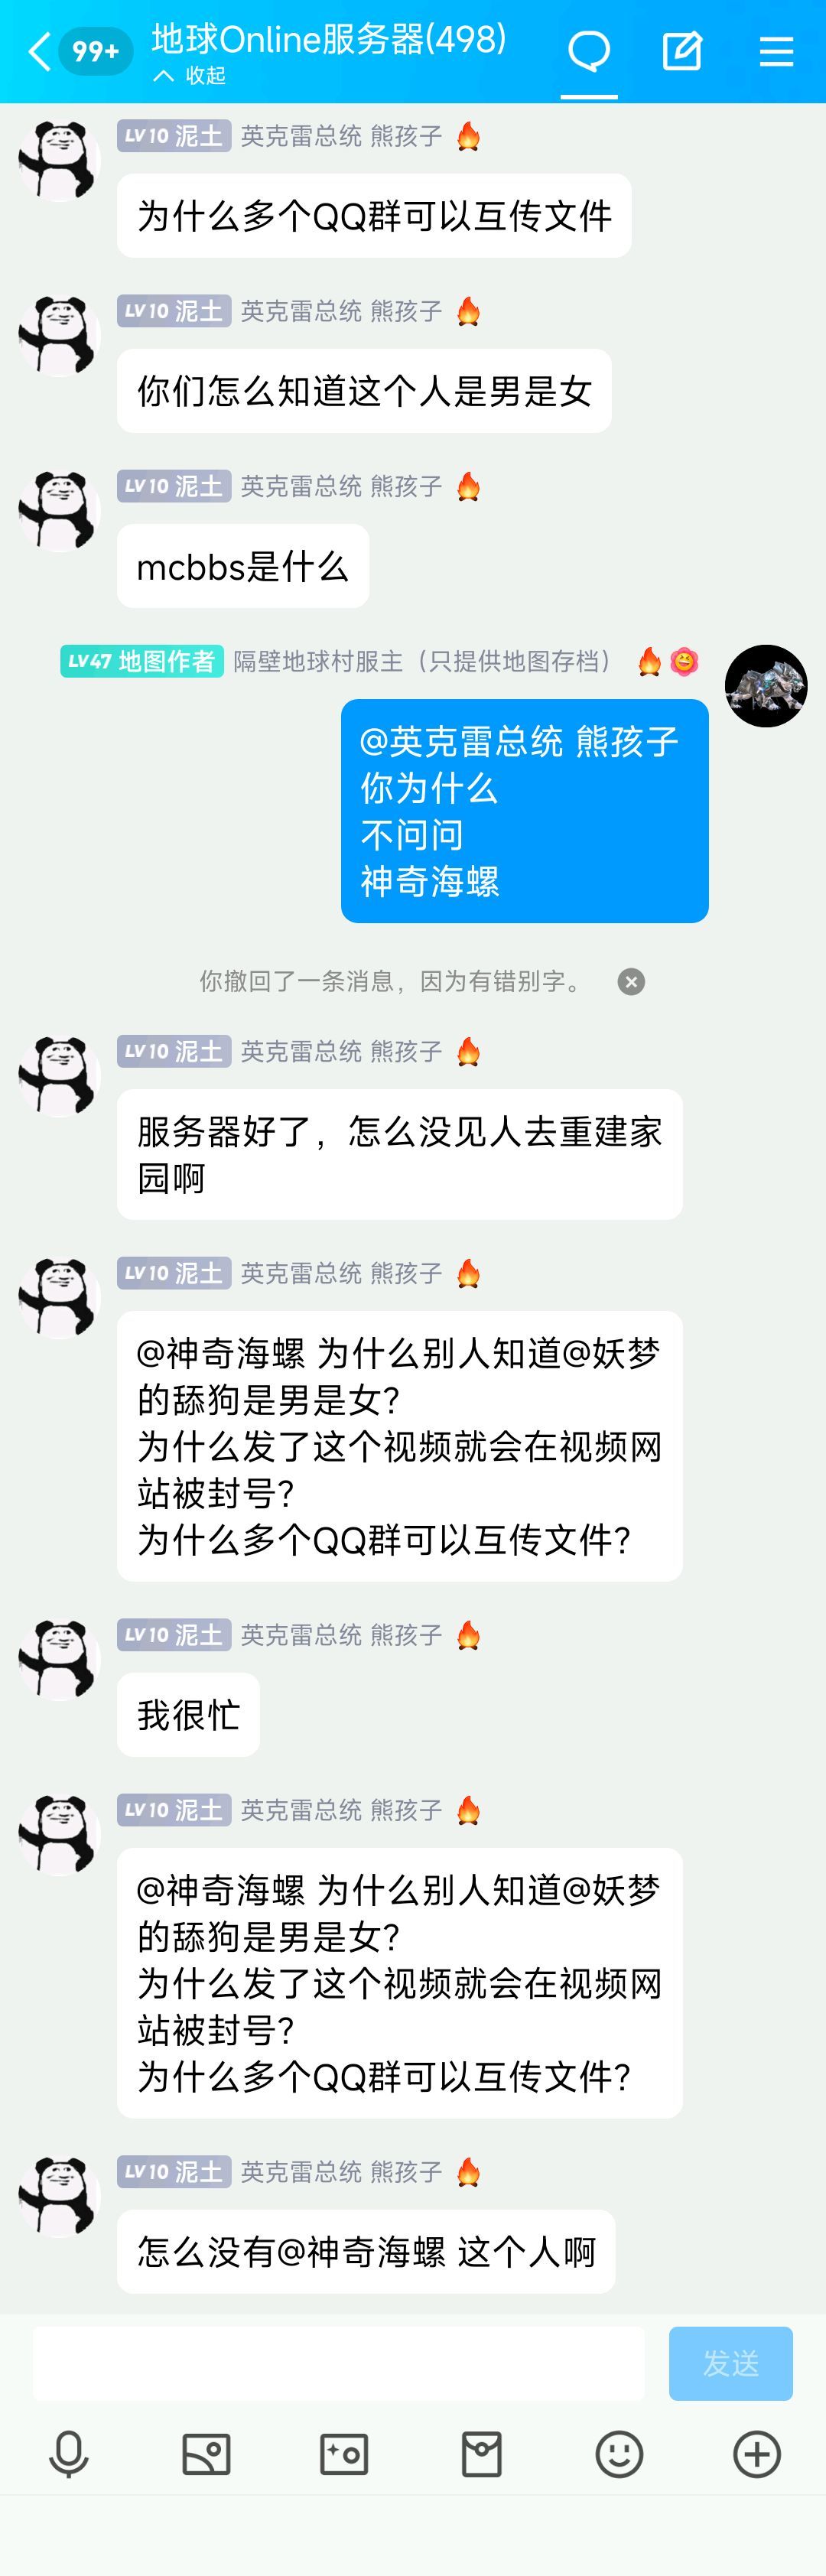 99+
地球Online服务器(498)
收起
LV10 泥土 英克雷总统 熊孩子
为什么多个QQ群可以互传文件
LV10 泥土 英克雷总统 熊孩子
你们怎么知道这个人是男是女
LV10 泥土 英克雷总统 熊孩子
mcbbs是什么
LV47 地图作者 隔壁地球村服主（只提供地图存档）
@英克雷总统 熊孩子
你为什么
不问问
神奇海螺
你撤回了一条消息，因为有错别字。
LV10 泥土 英克雷总统 熊孩子
服务器好了，怎么没见人去重建家
园啊
LV10 泥土 英克雷总统 熊孩子
@神奇海螺 为什么别人知道@妖梦
的舔狗是男是女？
为什么发了这个视频就会在视频网
站被封号？
为什么多个QQ群可以互传文件？
LV10 泥土 英克雷总统 熊孩子
我很忙
LV10 泥土 英克雷总统 熊孩子
@神奇海螺 为什么别人知道@妖梦
的舔狗是男是女？
为什么发了这个视频就会在视频网
站被封号？
为什么多个QQ群可以互传文件？
LV10 泥土 英克雷总统 熊孩子
怎么没有@神奇海螺 这个人啊
发送